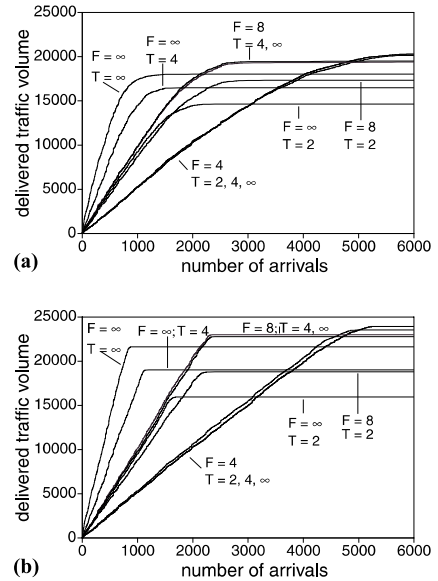 25000
20000
15000
10000
5000
0
delivered traffic volume
F = ∞
T = ∞
F = ∞
T = 4
F = 8
T = 4, ∞
F = ∞
T = 2
F = 8
T = 2
F = 4
T = 2, 4, ∞
0 1000 2000 3000 4000 5000 6000
number of arrivals
(a)
25000
20000
15000
10000
5000
0
delivered traffic volume
F = ∞
T = ∞
F = ∞; T = 4
F = 8; T = 4, ∞
F = ∞
T = 2
F = 8
T = 2
F = 4
T = 2, 4, ∞
0 1000 2000 3000 4000 5000 6000
number of arrivals
(b)